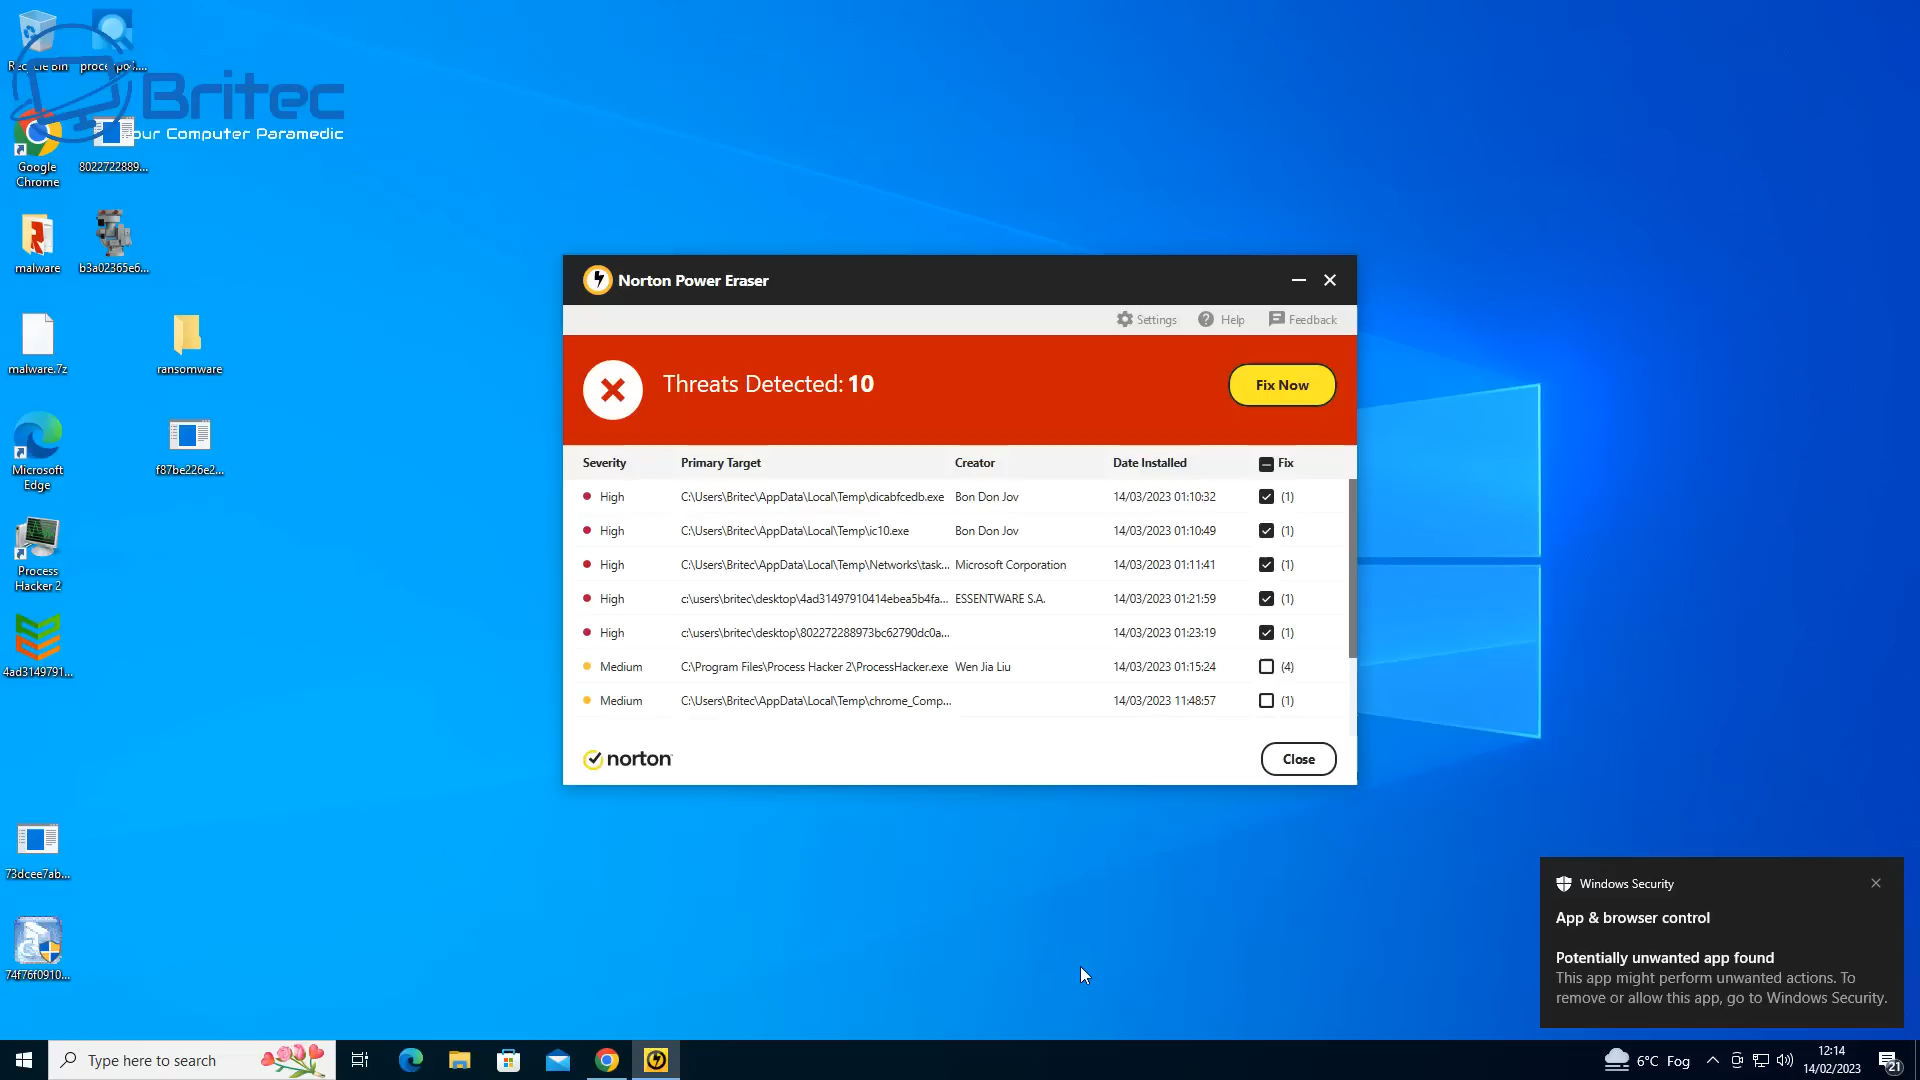 Recycle Bin
Britec
our Computer Paramedic
Google
Chrome
8022722889...
malware
b3a02365e6...
malware.7z
ransomware
Microsoft
Edge
f87be226e2...
Process
Hacker 2
4ad3149791...
73dcee7ab...
74f76f0910...
Norton Power Eraser
Settings
Help
Feedback
Threats Detected: 10
Fix Now
Severity Primary Target Creator Date Installed Fix
High C:\Users\Britec\AppData\Local\Temp\dicabfcedb.exe Bon Don Jov 14/03/2023 01:10:32 (1)
High C:\Users\Britec\AppData\Local\Temp\ic10.exe Bon Don Jov 14/03/2023 01:10:49 (1)
High C:\Users\Britec\AppData\Local\Temp\Networks\task... Microsoft Corporation 14/03/2023 01:11:41 (1)
High c:\users\britec\desktop\4ad31497910414ebea5b4fa... ESSENTWARE S.A. 14/03/2023 01:21:59 (1)
High c:\users\britec\desktop\802272288973bc62790dc0a... 14/03/2023 01:23:19 (1)
Medium C:\Program Files\Process Hacker 2\ProcessHacker.exe Wen Jia Liu 14/03/2023 01:15:24 (4)
Medium C:\Users\Britec\AppData\Local\Temp\chrome_Comp... 14/03/2023 11:48:57 (1)
norton
Close
Windows Security
App & browser control
Potentially unwanted app found
This app might perform unwanted actions. To
remove or allow this app, go to Windows Security.
Type here to search
6°C Fog
12:14
14/02/2023
21